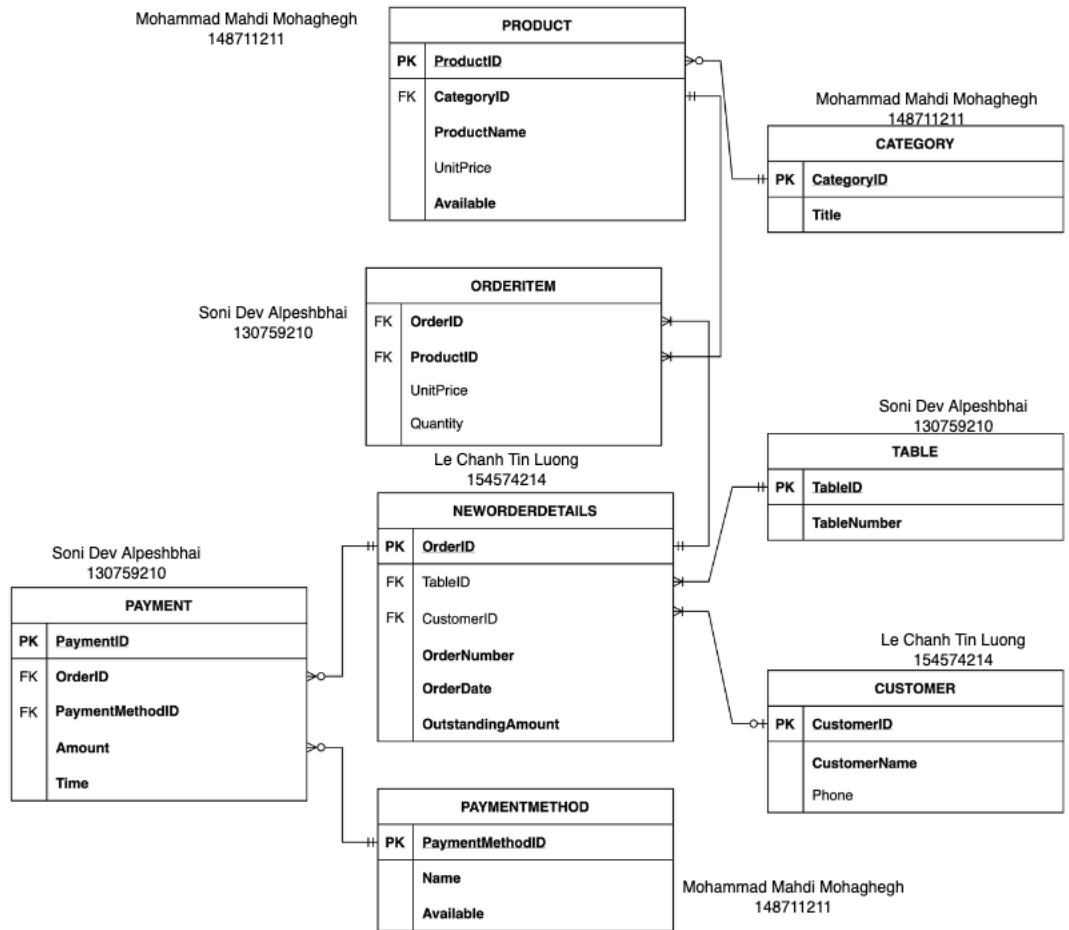 Mohammad Mahdi Mohaghegh
148711211
PRODUCT
PK ProductID
FK CategoryID
ProductName
UnitPrice
Available
Mohammad Mahdi Mohaghegh
148711211
CATEGORY
PK CategoryID
Title
Soni Dev Alpeshbhai
130759210
ORDERITEM
FK OrderID
FK ProductID
UnitPrice
Quantity
Soni Dev Alpeshbhai
130759210
TABLE
PK TableID
TableNumber
Le Chanh Tin Luong
154574214
NEWORDERDETAILS
PK OrderID
FK TableID
FK CustomerID
OrderNumber
OrderDate
OutstandingAmount
Soni Dev Alpeshbhai
130759210
PAYMENT
PK PaymentID
FK OrderID
FK PaymentMethodID
Amount
Time
Le Chanh Tin Luong
154574214
CUSTOMER
PK CustomerID
CustomerName
Phone
PAYMENTMETHOD
PK PaymentMethodID
Name
Available
Mohammad Mahdi Mohaghegh
148711211